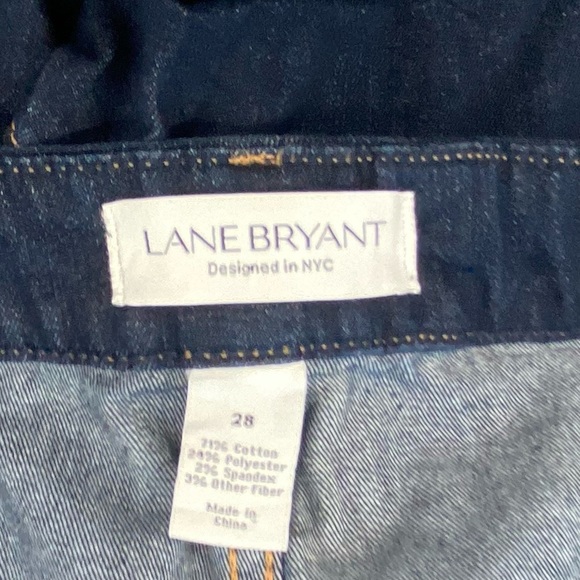 LANE BRYANT
Designed in NYC
28
71% Cotton
24% Polyester
2% Spandex
3% Other Fiber
Made in
China